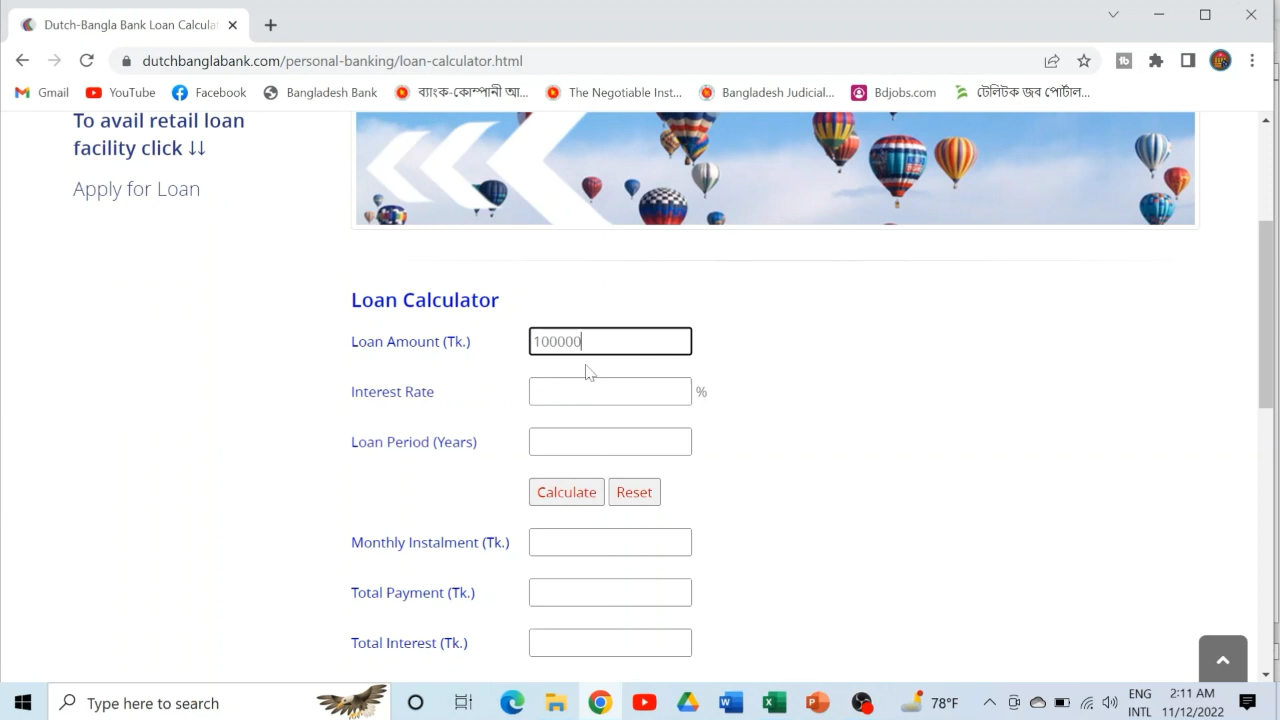 Dutch-Bangla Bank Loan Calculat
dutchbanglabank.com/personal-banking/loan-calculator.html
Gmail
YouTube
Facebook
Bangladesh Bank
ব্যাংক-কোম্পানী আ...
The Negotiable Inst...
Bangladesh Judicial...
Bdjobs.com
টেলিটক জব পোর্টাল...
To avail retail loan
facility click ↓↓
Apply for Loan
Loan Calculator
Loan Amount (Tk.) 100000
Interest Rate %
Loan Period (Years)
Calculate Reset
Monthly Instalment (Tk.)
Total Payment (Tk.)
Total Interest (Tk.)
Type here to search
78°F
ENG
INTL
2:11 AM
11/12/2022